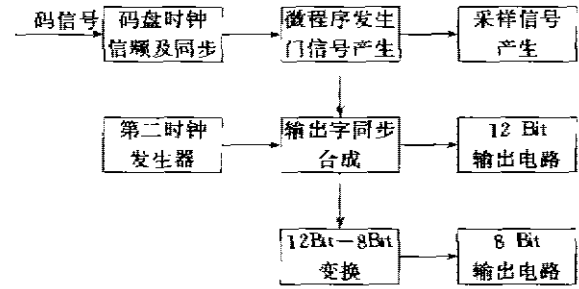 码信号
码盘时钟
信频及同步
微程序发生
门信号产生
采样信号
产生
第二时钟
发生器
输出字同步
合成
12 Bit
输出电路
12Bit-8Bit
变换
8 Bit
输出电路